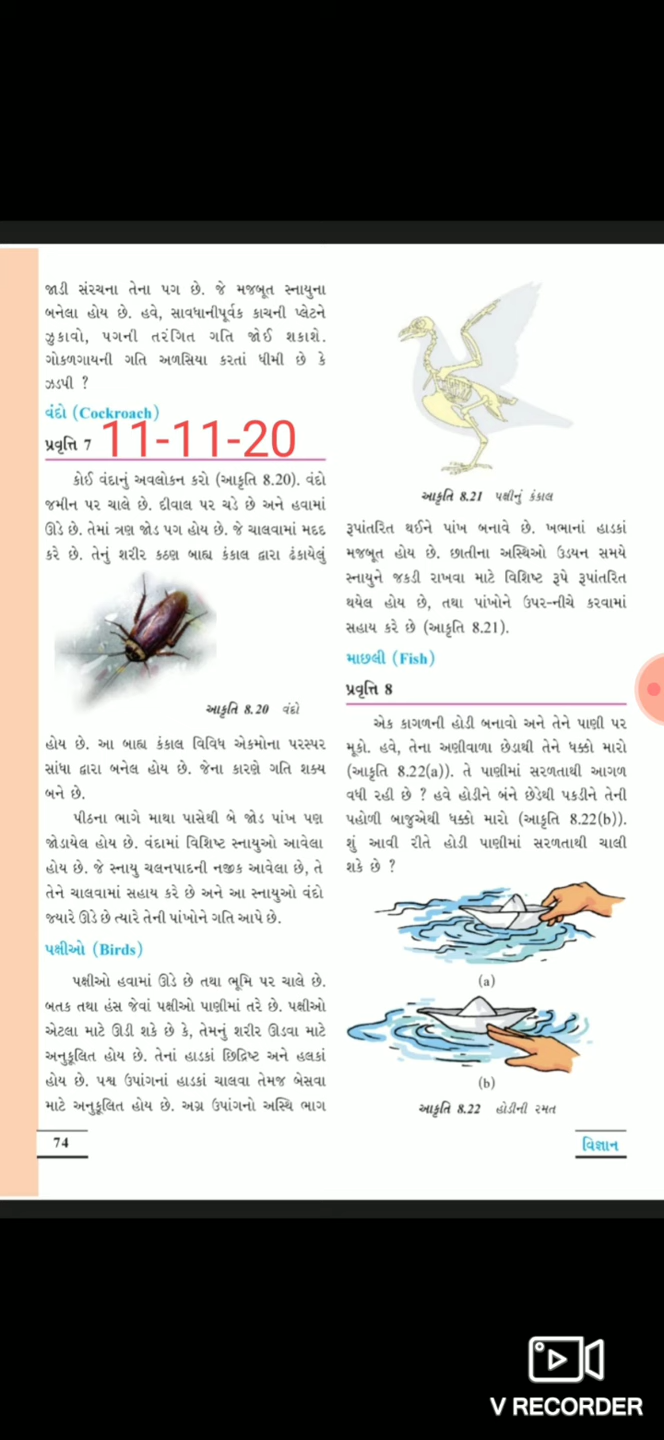 જાડી સંરચના તેના પગ છે. જે મજબૂત સ્નાયુના
બનેલા હોય છે. હવે, સાવધાનીપૂર્વક કાચની પ્લેટને
ઝુકાવો, પગની તરંગિત ગતિ જોઈ શકાશે.
ગોકળગાયની ગતિ અળસિયા કરતાં ધીમી છે કે
ઝડપી ?
વંદો (Cockroach)
પ્રવૃત્તિ 7
11-11-20
કોઈ વંદાનું અવલોકન કરો (આકૃતિ 8.20). વંદો
જમીન પર ચાલે છે. દીવાલ પર ચડે છે અને હવામાં
ઊડે છે. તેમાં ત્રણ જોડ પગ હોય છે. જે ચાલવામાં મદદ
કરે છે. તેનું શરીર કઠણ બાહ્ય કંકાલ દ્વારા ઢંકાયેલું
આકૃતિ 8.20 વંદો
હોય છે. આ બાહ્ય કંકાલ વિવિધ એકમોના પરસ્પર
સાંધા દ્વારા બનેલ હોય છે. જેના કારણે ગતિ શક્ય
બને છે.
પીઠના ભાગે માથા પાસેથી બે જોડ પાંખ પણ
જોડાયેલ હોય છે. વંદામાં વિશિષ્ટ સ્નાયુઓ આવેલા
હોય છે. જે સ્નાયુ ચલનપાદની નજીક આવેલા છે, તે
તેને ચાલવામાં સહાય કરે છે અને આ સ્નાયુઓ વંદો
જ્યારે ઊડે છે ત્યારે તેની પાંખોને ગતિ આપે છે.
પક્ષીઓ (Birds)
પક્ષીઓ હવામાં ઊડે છે તથા ભૂમિ પર ચાલે છે.
બતક તથા હંસ જેવાં પક્ષીઓ પાણીમાં તરે છે. પક્ષીઓ
એટલા માટે ઊડી શકે છે કે, તેમનું શરીર ઊડવા માટે
અનુકૂલિત હોય છે. તેનાં હાડકાં છિદ્રિષ્ટ અને હલકાં
હોય છે. પશ્ચ ઉપાંગનાં હાડકાં ચાલવા તેમજ બેસવા
માટે અનુકૂલિત હોય છે. અગ્ર ઉપાંગનો અસ્થિ ભાગ
74
આકૃતિ 8.21 પક્ષીનું કંકાલ
રૂપાંતરિત થઈને પાંખ બનાવે છે. ખભાનાં હાડકાં
મજબૂત હોય છે. છાતીના અસ્થિઓ ઉડયન સમયે
સ્નાયુને જકડી રાખવા માટે વિશિષ્ટ રૂપે રૂપાંતરિત
થયેલ હોય છે, તથા પાંખોને ઉપર-નીચે કરવામાં
સહાય કરે છે (આકૃતિ 8.21).
માછલી (Fish)
પ્રવૃત્તિ 8
એક કાગળની હોડી બનાવો અને તેને પાણી પર
મૂકો. હવે, તેના અણીવાળા છેડાથી તેને ધક્કો મારો
(આકૃતિ 8.22(a)). તે પાણીમાં સરળતાથી આગળ
વધી રહી છે ? હવે હોડીને બંને છેડેથી પકડીને તેની
પહોળી બાજુએથી ધક્કો મારો (આકૃતિ 8.22(b)).
શું આવી રીતે હોડી પાણીમાં સરળતાથી ચાલી
શકે છે ?
(a)
(b)
આકૃતિ 8.22 હોડીની રમત
વિજ્ઞાન
V RECORDER